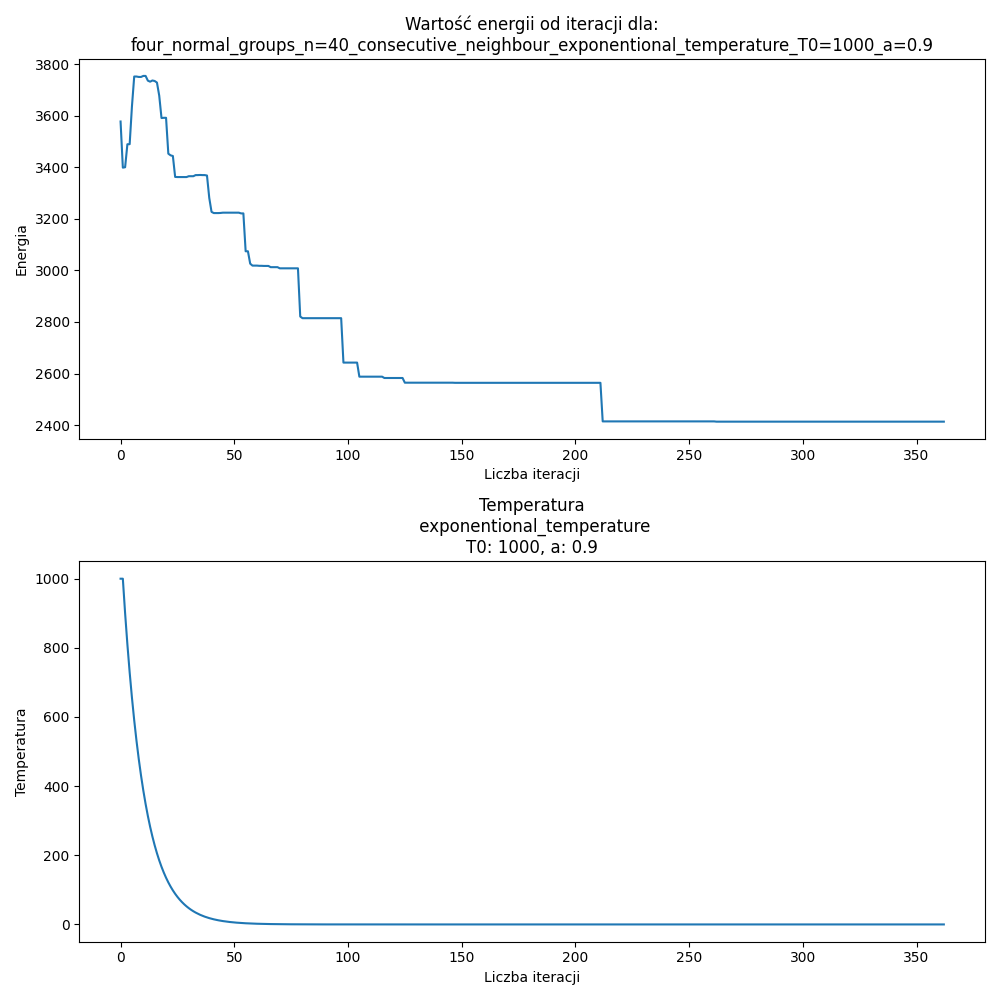 Wartość energii od iteracji dla:
four_normal_groups_n=40_consecutive_neighbour_exponentional_temperature_T0=1000_a=0.9
3800
3600
3400
3200
3000
2800
2600
2400
Energia
0 50 100 150 200 250 300 350
Liczba iteracji
Temperatura
exponentional_temperature
T0: 1000, a: 0.9
1000
800
600
400
200
0
Temperatura
0 50 100 150 200 250 300 350
Liczba iteracji